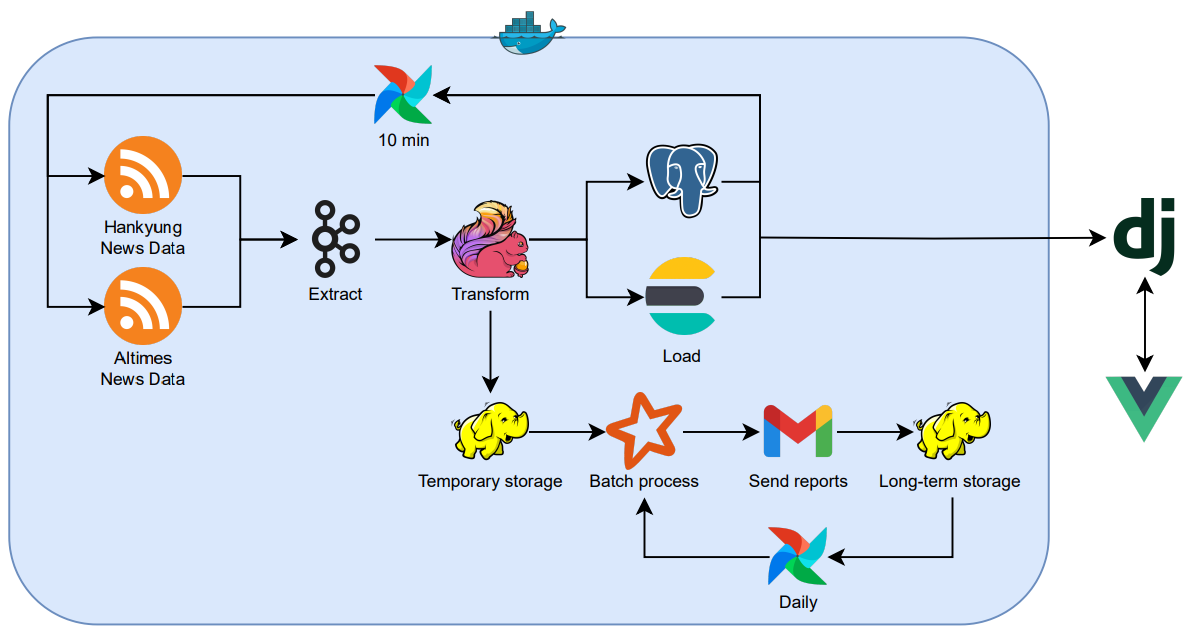 10 min
Hankyung
News Data
Extract
Transform
Altimes
News Data
Load
dj
Temporary storage
Batch process
Send reports
Long-term storage
Daily